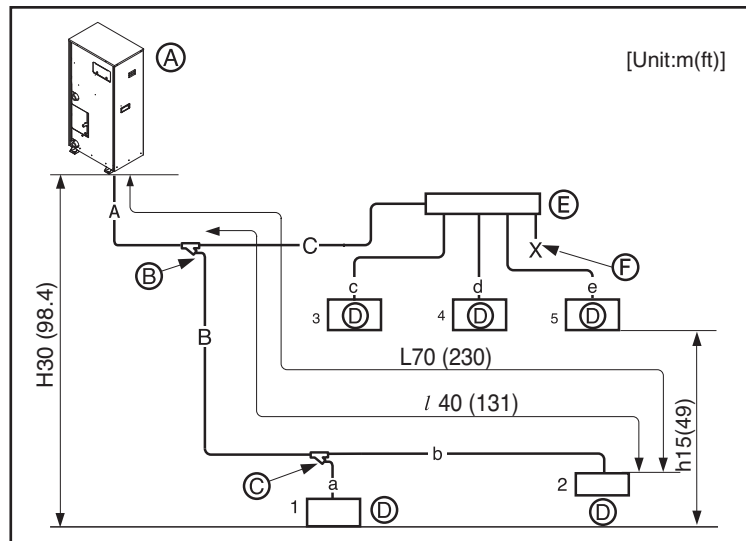 Ⓐ
[Unit:m(ft)]
A
Ⓔ
C
X
Ⓕ
Ⓑ
c
d
e
3 Ⓓ
4 Ⓓ
5 Ⓓ
H30 (98.4)
B
L70 (230)
l 40 (131)
h15(49)
b
Ⓒ
a
2
1
Ⓓ
Ⓓ